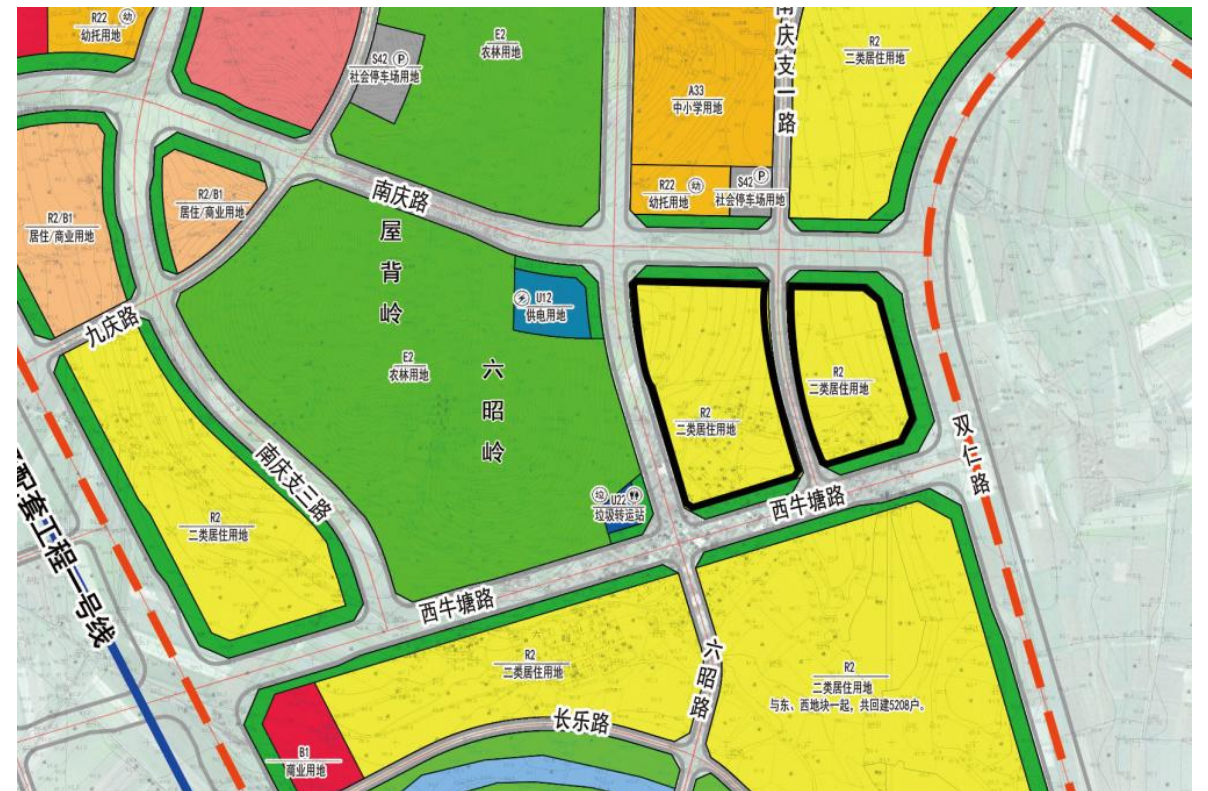 R22 幼
幼托用地
E2
农林用地
S42 P
社会停车场用地
A33
中小学用地
南庆支一路
R2
二类居住用地
R22 幼
幼托用地
S42 P
社会停车场用地
R2/B1
居住/商业用地
R2/B1
居住/商业用地
南庆路
屋背岭
U12
供电用地
九庆路
E2
农林用地
六昭岭
R2
二类居住用地
R2
二类居住用地
双仁路
南庆支三路
垃 U22
垃圾转运站
西牛塘路
R2
二类居住用地
配套工程一号线
西牛塘路
R2
二类居住用地
六昭路
R2
二类居住用地
与东、西地块一起，共回建5208户。
长乐路
B1
商业用地